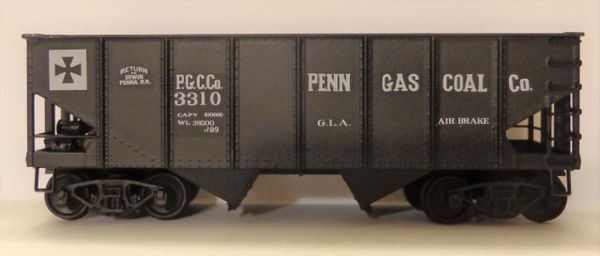 RETURN
TO
IRWIN
PENNA. R.R.
P.G.C.Co.
3310
CAPY 100000
Wt. 38500
PENN GAS COAL Co.
G.L.A.
AIR BRAKE